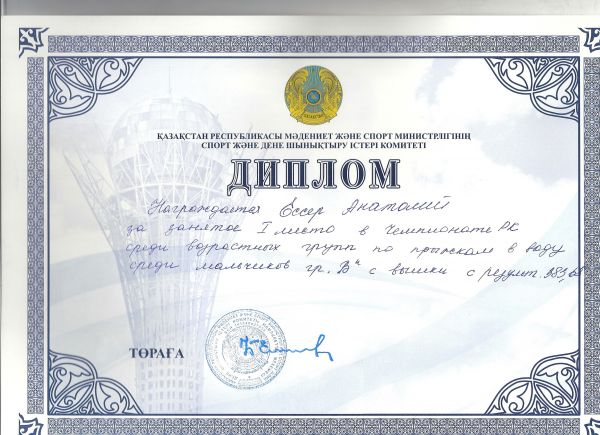 ҚАЗАҚСТАН РЕСПУБЛИКАСЫ МӘДЕНИЕТ ЖӘНЕ СПОРТ МИНИСТРЛІГІНІҢ
СПОРТ ЖӘНЕ ДЕНЕ ШЫНЫҚТЫРУ ІСТЕРІ КОМИТЕТІ
ДИПЛОМ
Награждается Ессер Анатолий
за занятое I место в Чемпионате РК
среди возрастных групп по прыжкам в воду
среди мальчиков гр. "В" с вышки с результ.
ТӨРАҒА